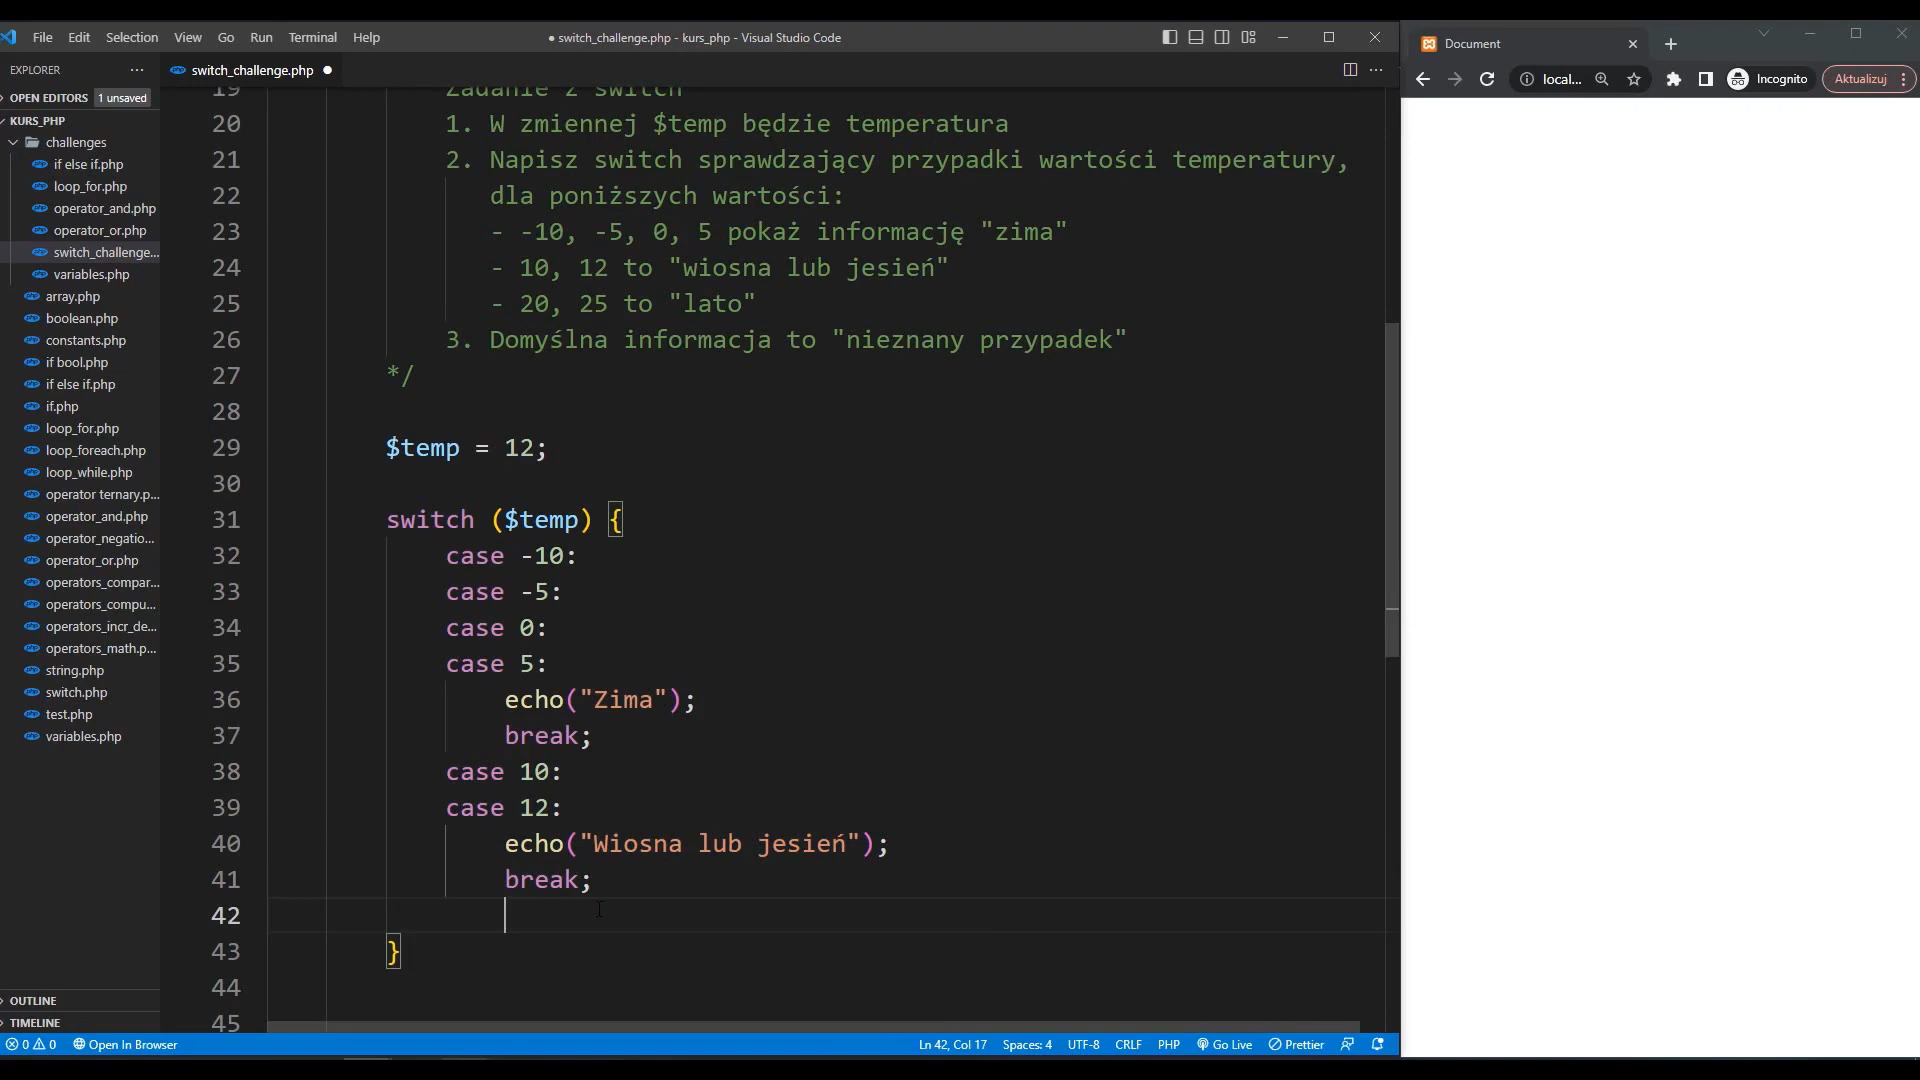 File Edit Selection View Go Run Terminal Help
● switch_challenge.php - kurs_php - Visual Studio Code
EXPLORER
OPEN EDITORS 1 unsaved
KURS_PHP
challenges
if else if.php
loop_for.php
operator_and.php
operator_or.php
switch_challenge...
variables.php
array.php
boolean.php
constants.php
if bool.php
if else if.php
if.php
loop_for.php
loop_foreach.php
loop_while.php
operator ternary.p...
operator_and.php
operator_negatio...
operator_or.php
operators_compar...
operators_compu...
operators_incr_de...
operators_math.p...
string.php
switch.php
test.php
variables.php
OUTLINE
TIMELINE
switch_challenge.php ●
19 Zadanie z switch
20 1. W zmiennej $temp będzie temperatura
21 2. Napisz switch sprawdzający przypadki wartości temperatury,
22 dla poniższych wartości:
23 - -10, -5, 0, 5 pokaż informację "zima"
24 - 10, 12 to "wiosna lub jesień"
25 - 20, 25 to "lato"
26 3. Domyślna informacja to "nieznany przypadek"
27 */
28
29 $temp = 12;
30
31 switch ($temp) {
32 case -10:
33 case -5:
34 case 0:
35 case 5:
36 echo("Zima");
37 break;
38 case 10:
39 case 12:
40 echo("Wiosna lub jesień");
41 break;
42
43 }
44
45
0 0 Open In Browser
Ln 42, Col 17 Spaces: 4 UTF-8 CRLF PHP Go Live Prettier
Document
local... Incognito Aktualizuj